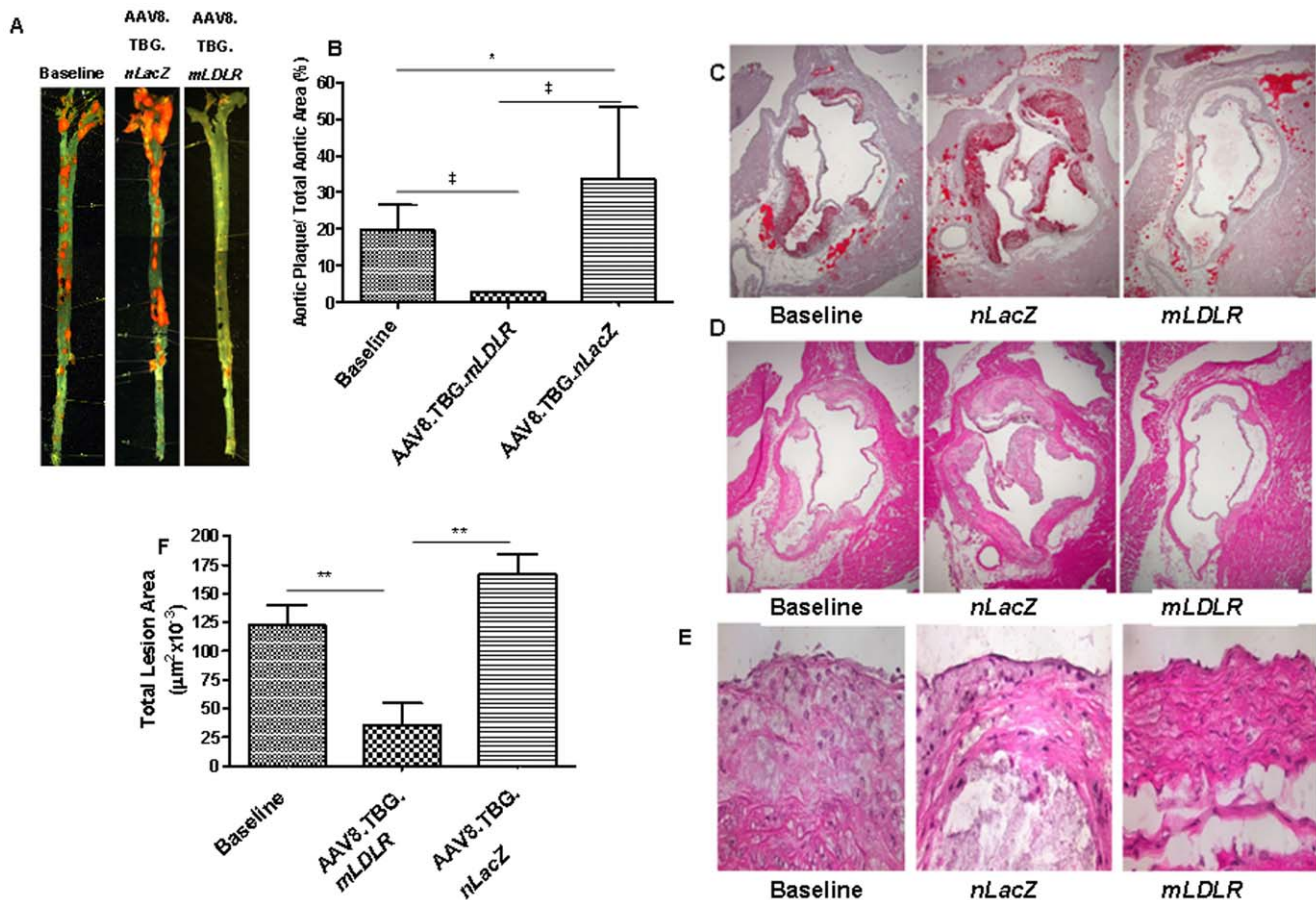 A
Baseline
AAV8.
TBG.
nLacZ
AAV8.
TBG.
mLDLR
B
Aortic Plaque/ Total Aortic Area (%)
80
60
40
30
20
10
0
*
‡
‡
Baseline
AAV8.TBG.mLDLR
AAV8.TBG.nLacZ
C
Baseline
nLacZ
mLDLR
D
Baseline
nLacZ
mLDLR
F
Total Lesion Area
(µm²x10⁻³)
200
175
150
125
100
75
50
25
0
**
**
Baseline
AAV8.TBG.
mLDLR
AAV8.TBG.
nLacZ
E
Baseline
nLacZ
mLDLR